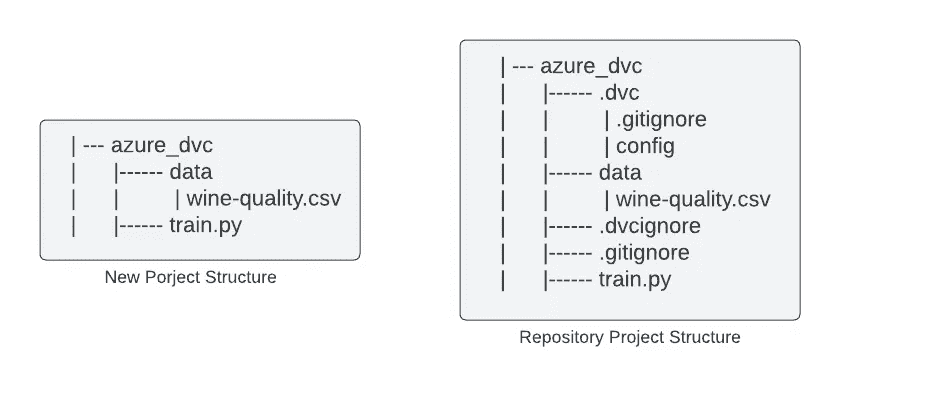 | --- azure_dvc
| |------ data
| | | wine-quality.csv
| |------ train.py
New Porject Structure
| --- azure_dvc
| |------ .dvc
| | | .gitignore
| | | config
| |------ data
| | | wine-quality.csv
| |------ .dvcignore
| |------ .gitignore
| |------ train.py
Repository Project Structure